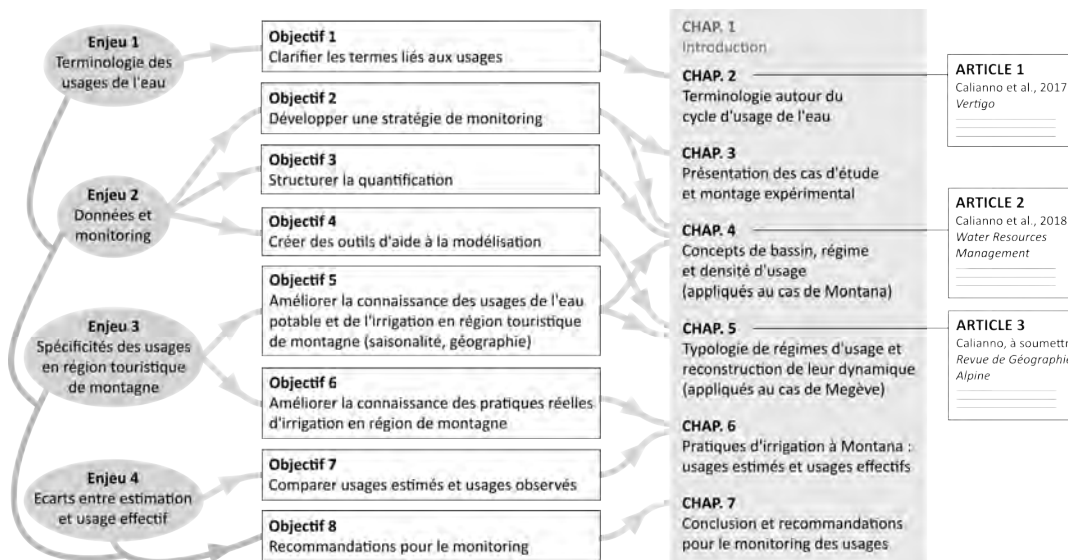 Enjeu 1
Terminologie des
usages de l'eau
Enjeu 2
Données et
monitoring
Enjeu 3
Spécificités des usages
en région touristique
de montagne
Enjeu 4
Ecarts entre estimation
et usage effectif
Objectif 1
Clarifier les termes liés aux usages
Objectif 2
Développer une stratégie de monitoring
Objectif 3
Structurer la quantification
Objectif 4
Créer des outils d'aide à la modélisation
Objectif 5
Améliorer la connaissance des usages de l'eau
potable et de l'irrigation en région touristique
de montagne (saisonalité, géographie)
Objectif 6
Améliorer la connaissance des pratiques réelles
d'irrigation en région de montagne
Objectif 7
Comparer usages estimés et usages observés
Objectif 8
Recommandations pour le monitoring
CHAP. 1
Introduction
CHAP. 2
Terminologie autour du
cycle d'usage de l'eau
CHAP. 3
Présentation des cas d'étude
et montage expérimental
CHAP. 4
Concepts de bassin, régime
et densité d'usage
(appliqués au cas de Montana)
CHAP. 5
Typologie de régimes d'usage et
reconstruction de leur dynamique
(appliqués au cas de Megève)
CHAP. 6
Pratiques d'irrigation à Montana :
usages estimés et usages effectifs
CHAP. 7
Conclusion et recommandations
pour le monitoring des usages
ARTICLE 1
Calianno et al., 2017
Vertigo
ARTICLE 2
Calianno et al., 2018
Water Resources
Management
ARTICLE 3
Calianno, à soumettr
Revue de Géographie
Alpine